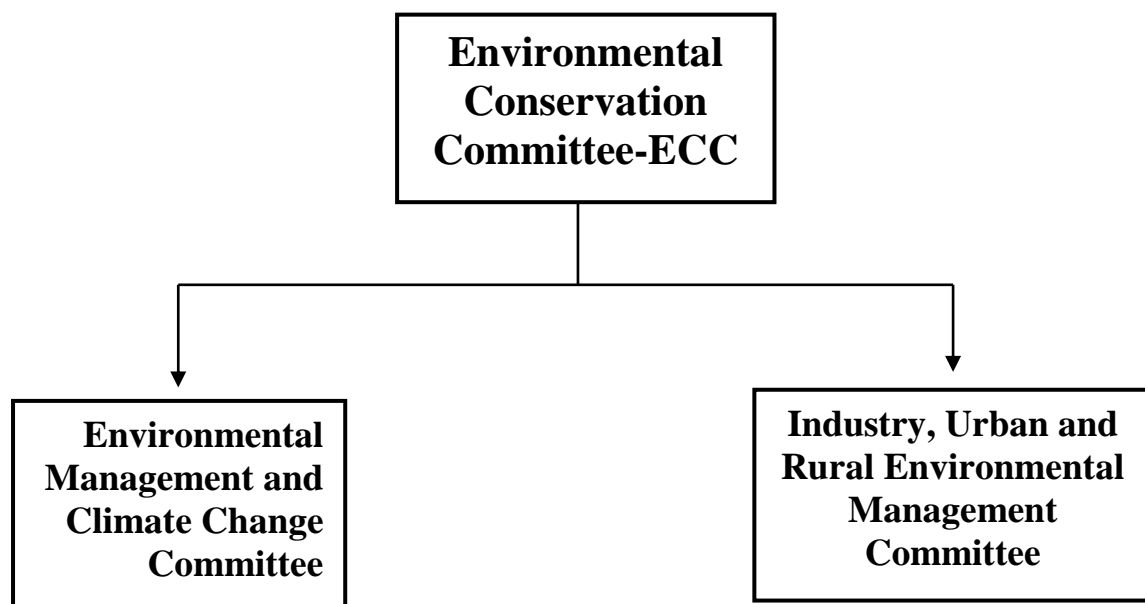 Environmental
Conservation
Committee-ECC
Environmental
Management and
Climate Change
Committee
Industry, Urban and
Rural Environmental
Management
Committee